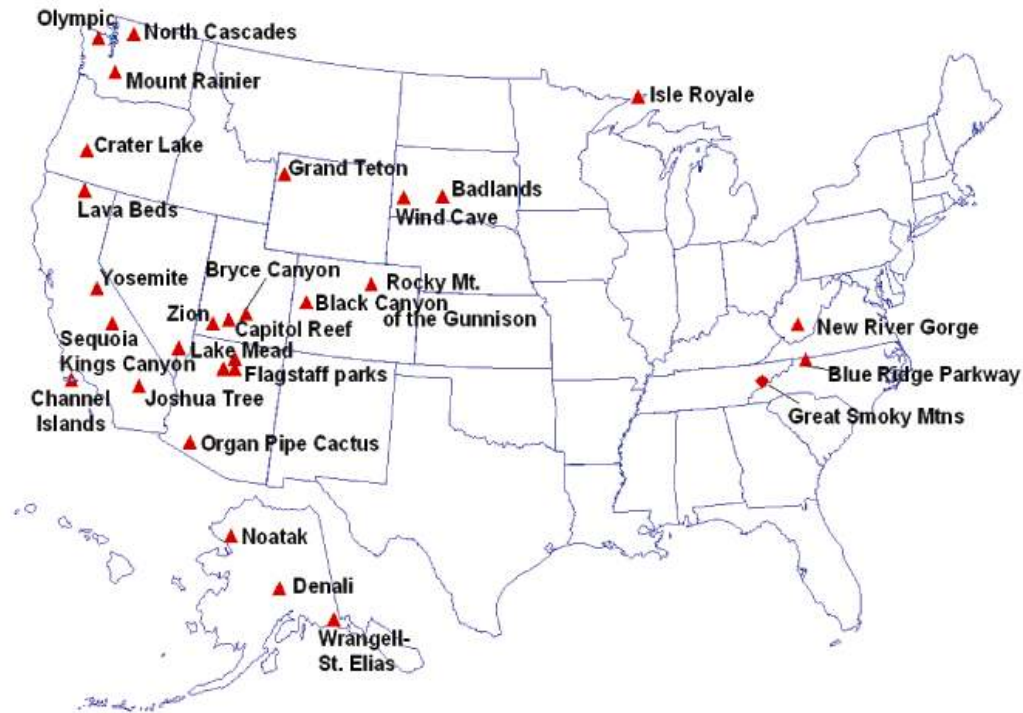 Olympic
North Cascades
Mount Rainier
Isle Royale
Crater Lake
Grand Teton
Badlands
Lava Beds
Wind Cave
Bryce Canyon
Yosemite
Rocky Mt.
Black Canyon
of the Gunnison
Zion
Capitol Reef
New River Gorge
Sequoia
Kings Canyon
Lake Mead
Flagstaff parks
Blue Ridge Parkway
Channel
Islands
Joshua Tree
Great Smoky Mtns
Organ Pipe Cactus
Noatak
Denali
Wrangell-
St. Elias